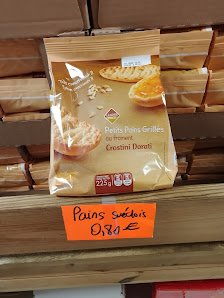 Petits Pains Grillés
au froment
Crostini Dorati
225g
Pains suédois
0,80€